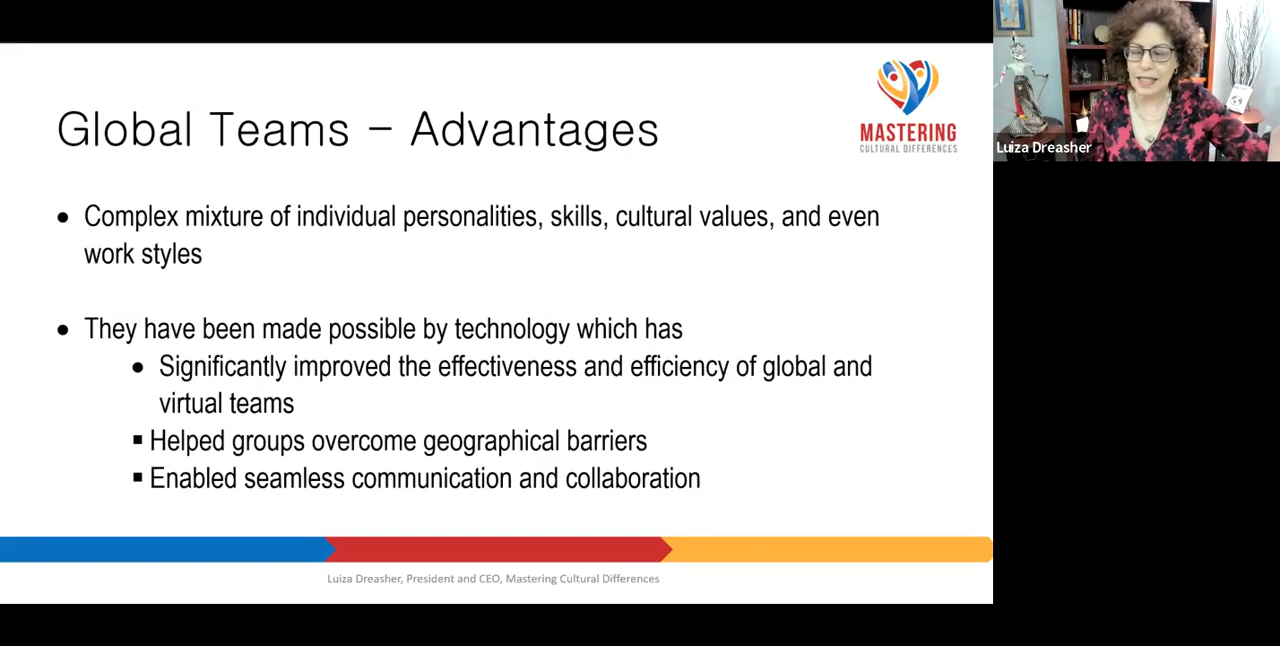 Global Teams – Advantages
MASTERING
CULTURAL DIFFERENCES
Luiza Dreasher
• Complex mixture of individual personalities, skills, cultural values, and even
work styles
• They have been made possible by technology which has
• Significantly improved the effectiveness and efficiency of global and
virtual teams
▪ Helped groups overcome geographical barriers
▪ Enabled seamless communication and collaboration
Luiza Dreasher, President and CEO, Mastering Cultural Differences